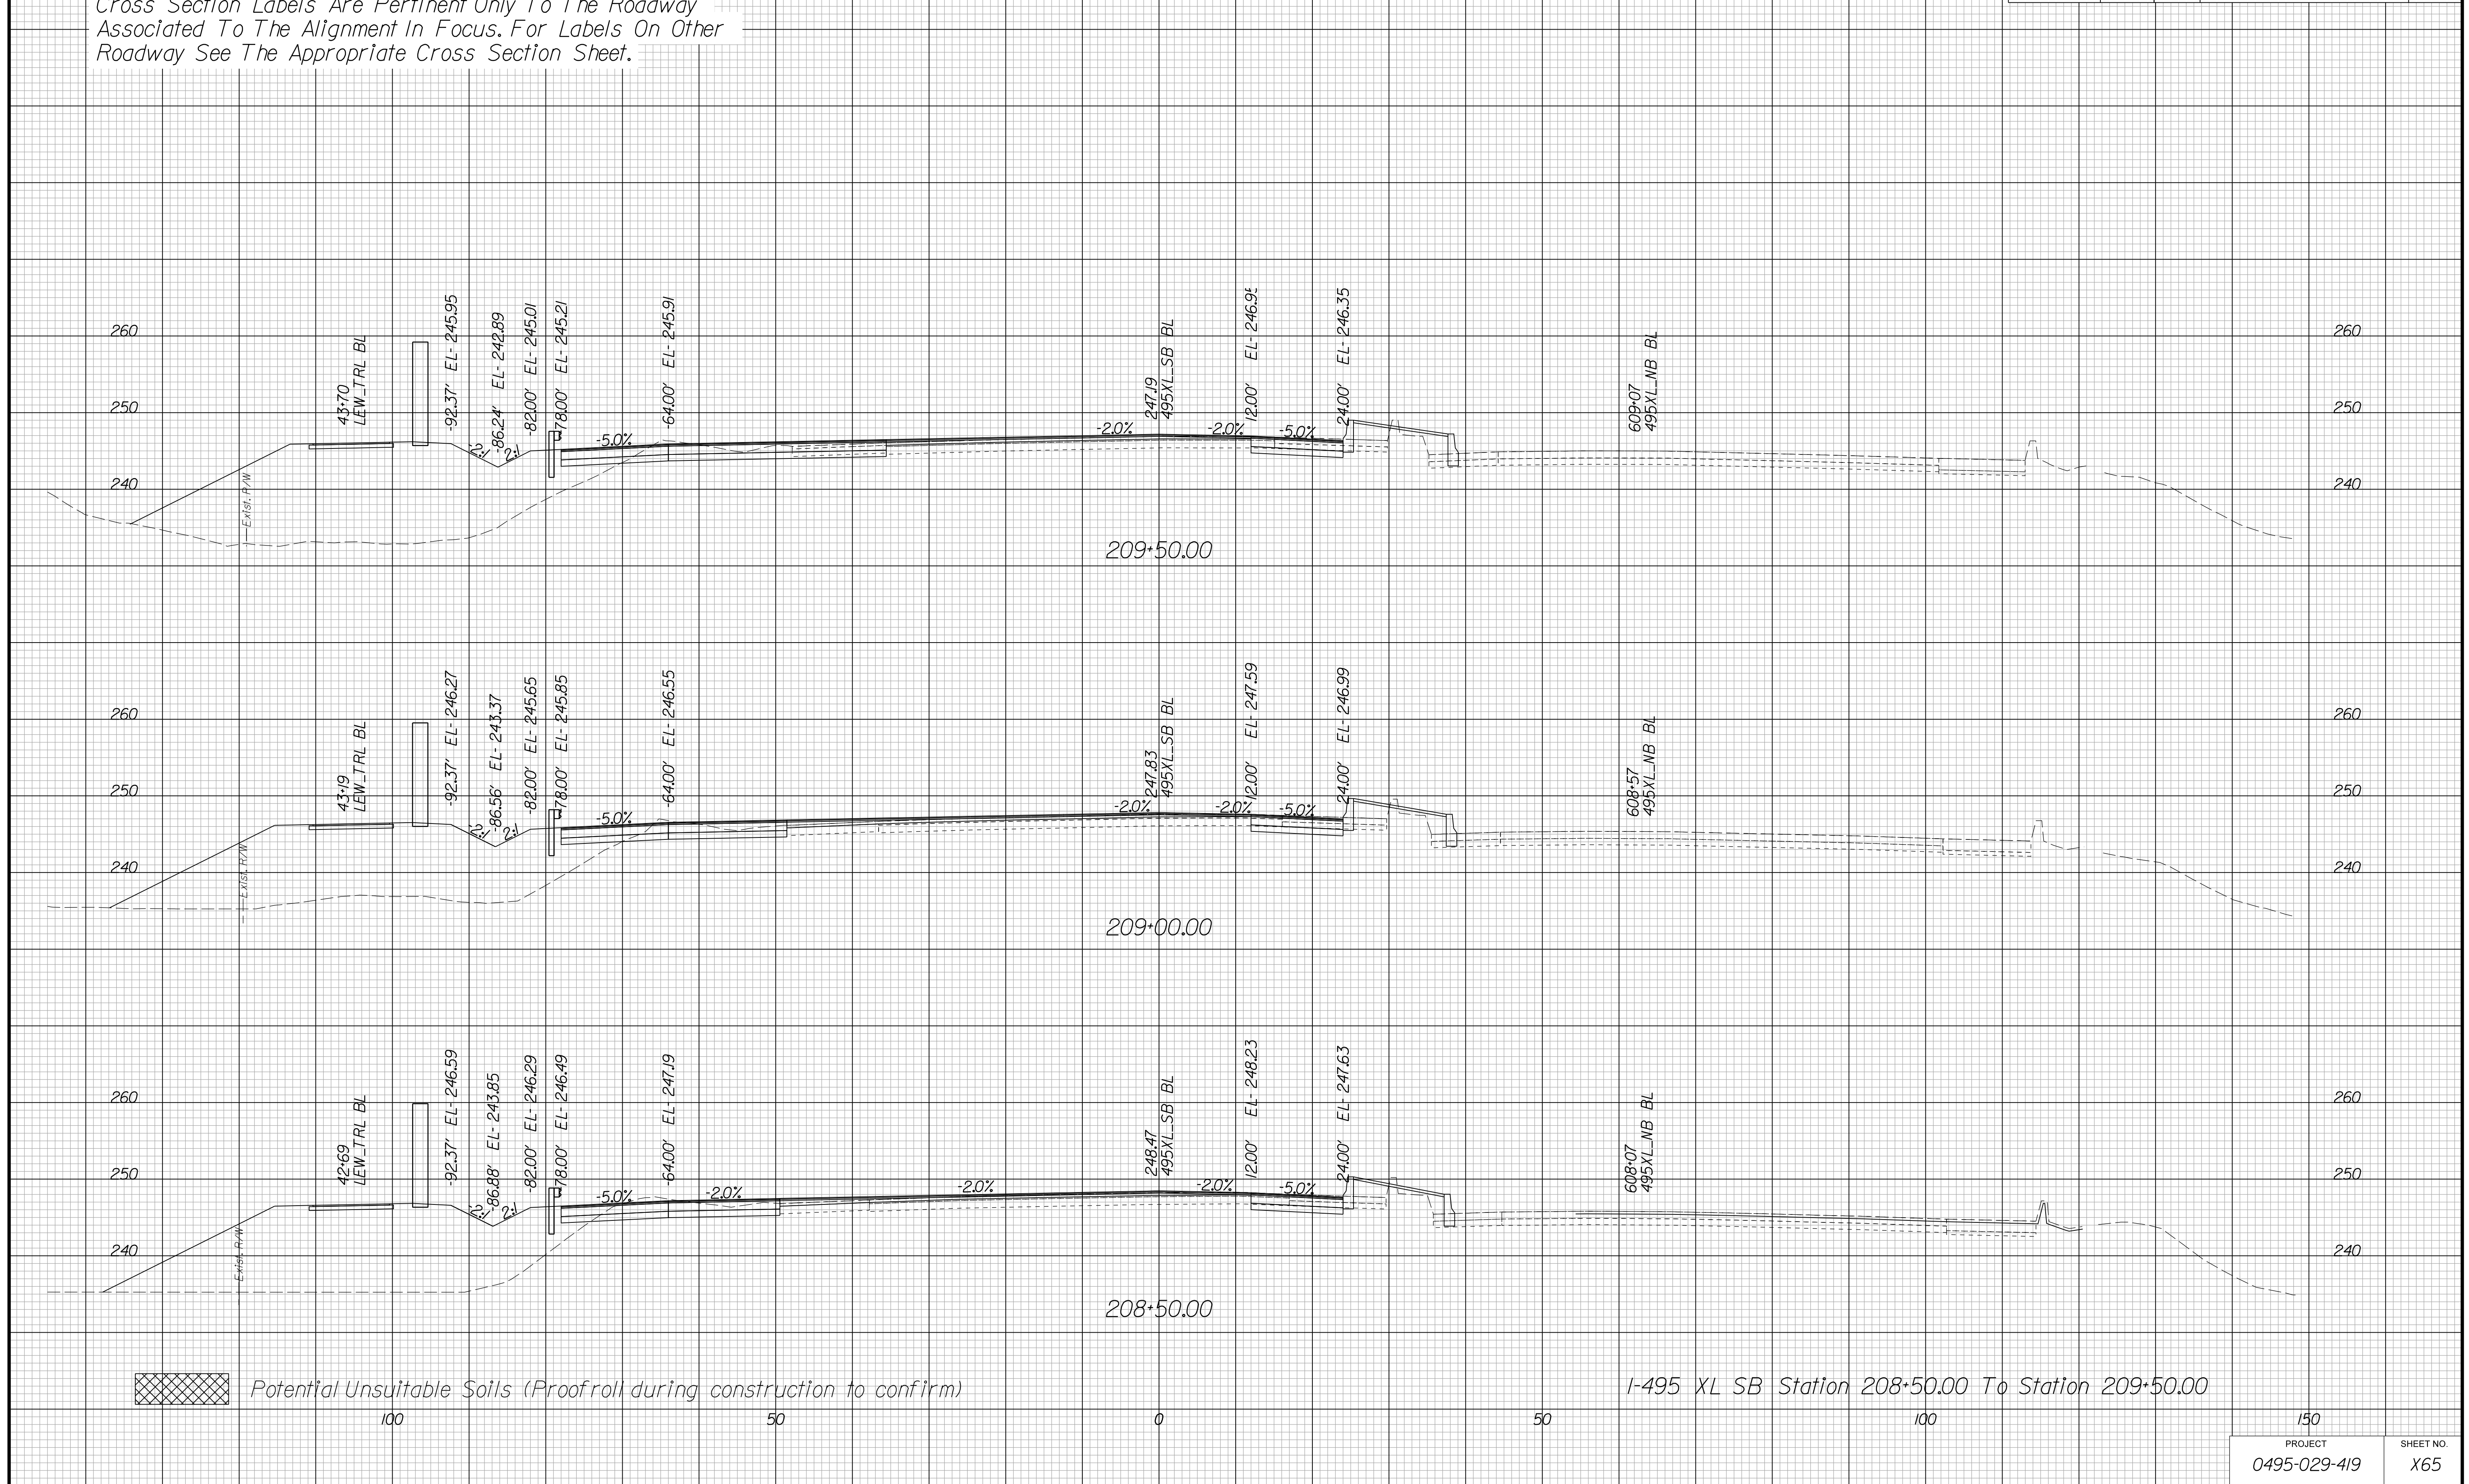 Cross Section Labels Are Pertinent Only To The Roadway
Associated To The Alignment In Focus. For Labels On Other
Roadway See The Appropriate Cross Section Sheet.
260
250
240
43+70
LEW_TRL BL
-92.37' EL- 245.95
-86.24' EL- 242.89
-82.00' EL- 245.01
-78.00' EL- 245.21
-64.00' EL- 245.91
247.19
495XL_SB BL
12.00' EL- 246.95
24.00' EL- 246.35
609+07
495XL_NB BL
-2:1
2:1
-5.0%
-2.0%
-2.0%
-5.0%
Exist. R/W
260
250
240
209+50.00
260
250
240
43+19
LEW_TRL BL
-92.37' EL- 246.27
-86.56' EL- 243.37
-82.00' EL- 245.65
-78.00' EL- 245.85
-64.00' EL- 246.55
247.83
495XL_SB BL
12.00' EL- 247.59
24.00' EL- 246.99
608+57
495XL_NB BL
-2:1
2:1
-5.0%
-2.0%
-2.0%
-5.0%
Exist. R/W
260
250
240
209+00.00
260
250
240
42+69
LEW_TRL BL
-92.37' EL- 246.59
-86.88' EL- 243.85
-82.00' EL- 246.29
-78.00' EL- 246.49
-64.00' EL- 247.19
248.47
495XL_SB BL
12.00' EL- 248.23
24.00' EL- 247.63
608+07
495XL_NB BL
-2:1
2:1
-5.0%
-2.0%
-2.0%
-2.0%
-5.0%
Exist. R/W
260
250
240
208+50.00
Potential Unsuitable Soils (Proofroll during construction to confirm)
I-495 XL SB Station 208+50.00 To Station 209+50.00
100
50
0
50
100
150
PROJECT
0495-029-419
SHEET NO.
X65